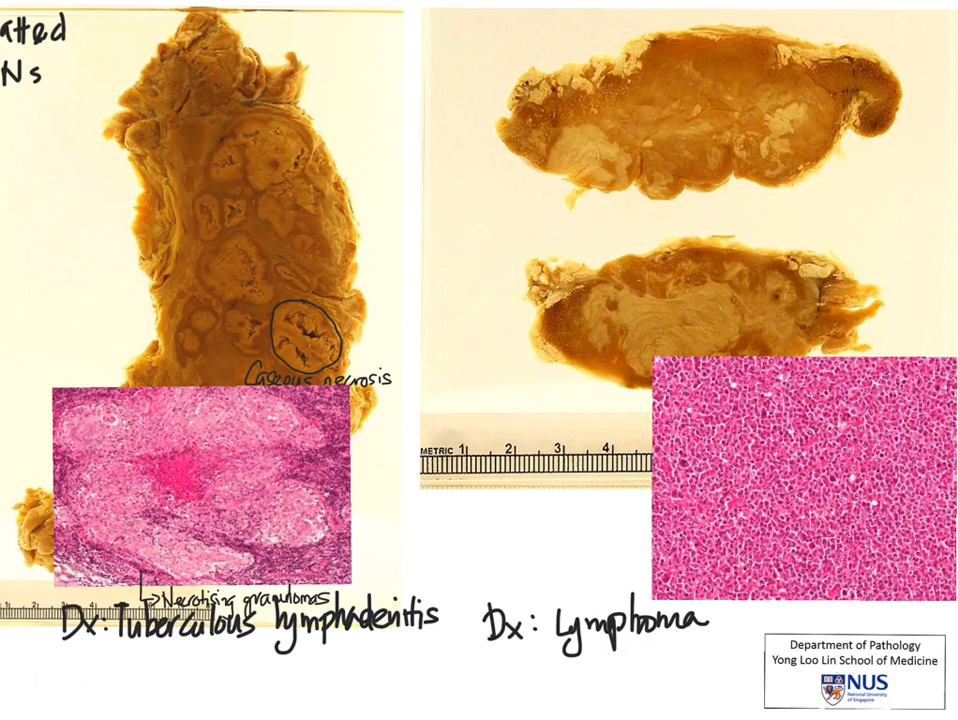 atted
LNs
Caseous necrosis
Necrotising granulomas
Dx: Tuberculous lymphadenitis
METRIC 1 2 3 4
Dx: Lymphoma
Department of Pathology
Yong Loo Lin School of Medicine
NUS
National University
of Singapore